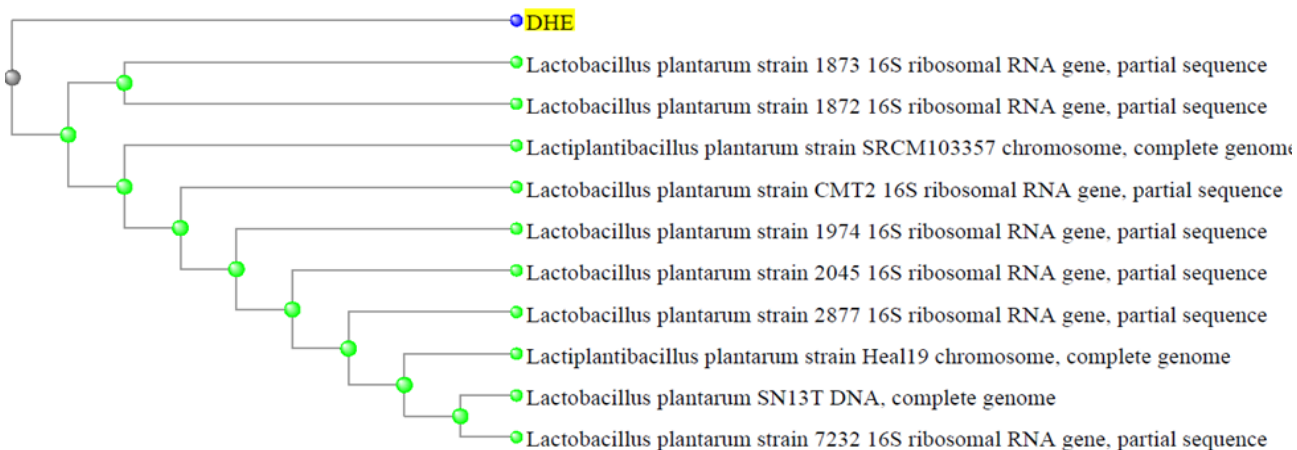 DHE
Lactobacillus plantarum strain 1873 16S ribosomal RNA gene, partial sequence
Lactobacillus plantarum strain 1872 16S ribosomal RNA gene, partial sequence
Lactiplantibacillus plantarum strain SRCM103357 chromosome, complete genome
Lactobacillus plantarum strain CMT2 16S ribosomal RNA gene, partial sequence
Lactobacillus plantarum strain 1974 16S ribosomal RNA gene, partial sequence
Lactobacillus plantarum strain 2045 16S ribosomal RNA gene, partial sequence
Lactobacillus plantarum strain 2877 16S ribosomal RNA gene, partial sequence
Lactiplantibacillus plantarum strain Heal19 chromosome, complete genome
Lactobacillus plantarum SN13T DNA, complete genome
Lactobacillus plantarum strain 7232 16S ribosomal RNA gene, partial sequence